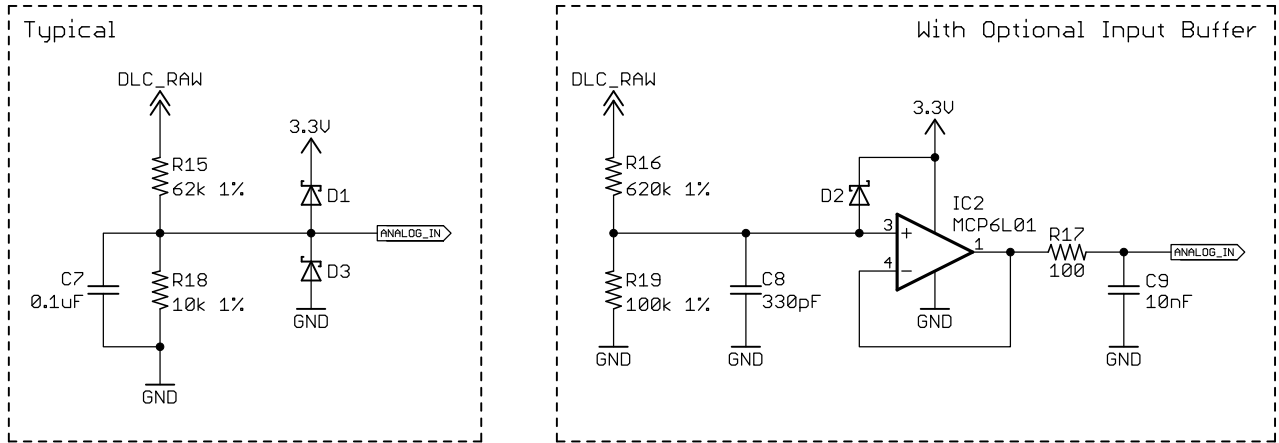 Typical
DLC_RAW
R15
62k 1%
3.3V
D1
ANALOG_IN
D3
C7
0.1uF
R18
10k 1%
GND
GND
With Optional Input Buffer
DLC_RAW
R16
620k 1%
3.3V
D2
IC2
MCP6L01
3
+
4
−
1
R17
100
ANALOG_IN
R19
100k 1%
C8
330pF
C9
10nF
GND
GND
GND
GND